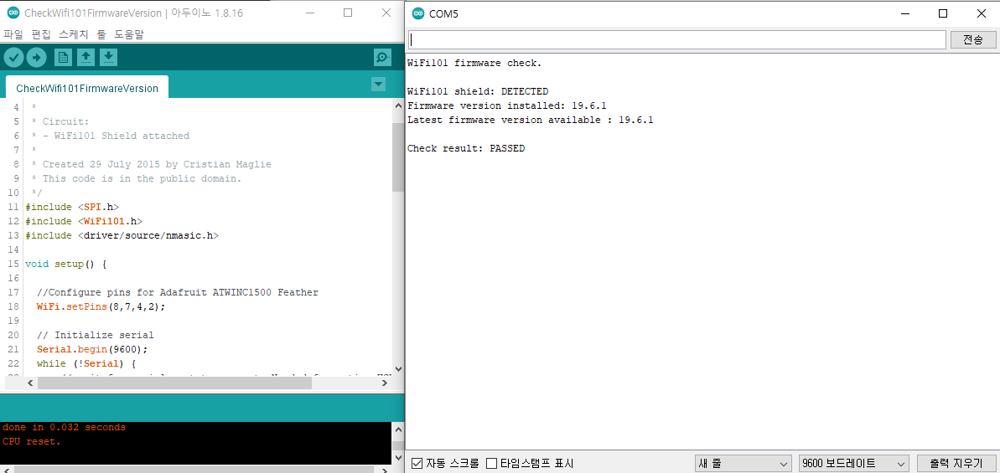 CheckWifi101FirmwareVersion | 아두이노 1.8.16
파일 편집 스케치 툴 도움말
CheckWifi101FirmwareVersion
4 *
5 * Circuit:
6 * - WiFi101 Shield attached
7 *
8 * Created 29 July 2015 by Cristian Maglie
9 * This code is in the public domain.
10 */
11 #include <SPI.h>
12 #include <WiFi101.h>
13 #include <driver/source/nmasic.h>
14
15 void setup() {
16
17 //Configure pins for Adafruit ATWINC1500 Feather
18 WiFi.setPins(8,7,4,2);
19
20 // Initialize serial
21 Serial.begin(9600);
22 while (!Serial) {
done in 0.032 seconds
CPU reset.
COM5
전송
WiFi101 firmware check.
WiFi101 shield: DETECTED
Firmware version installed: 19.6.1
Latest firmware version available : 19.6.1
Check result: PASSED
자동 스크롤 타임스탬프 표시 새 줄 9600 보드레이트 출력 지우기